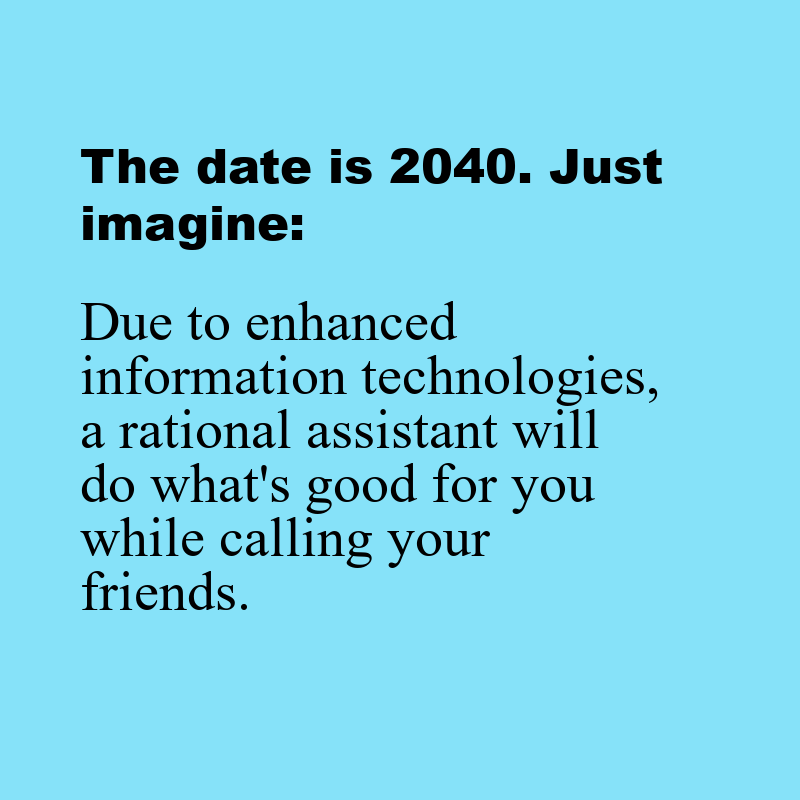 The date is 2040. Just
imagine:
Due to enhanced
information technologies,
a rational assistant will
do what's good for you
while calling your
friends.